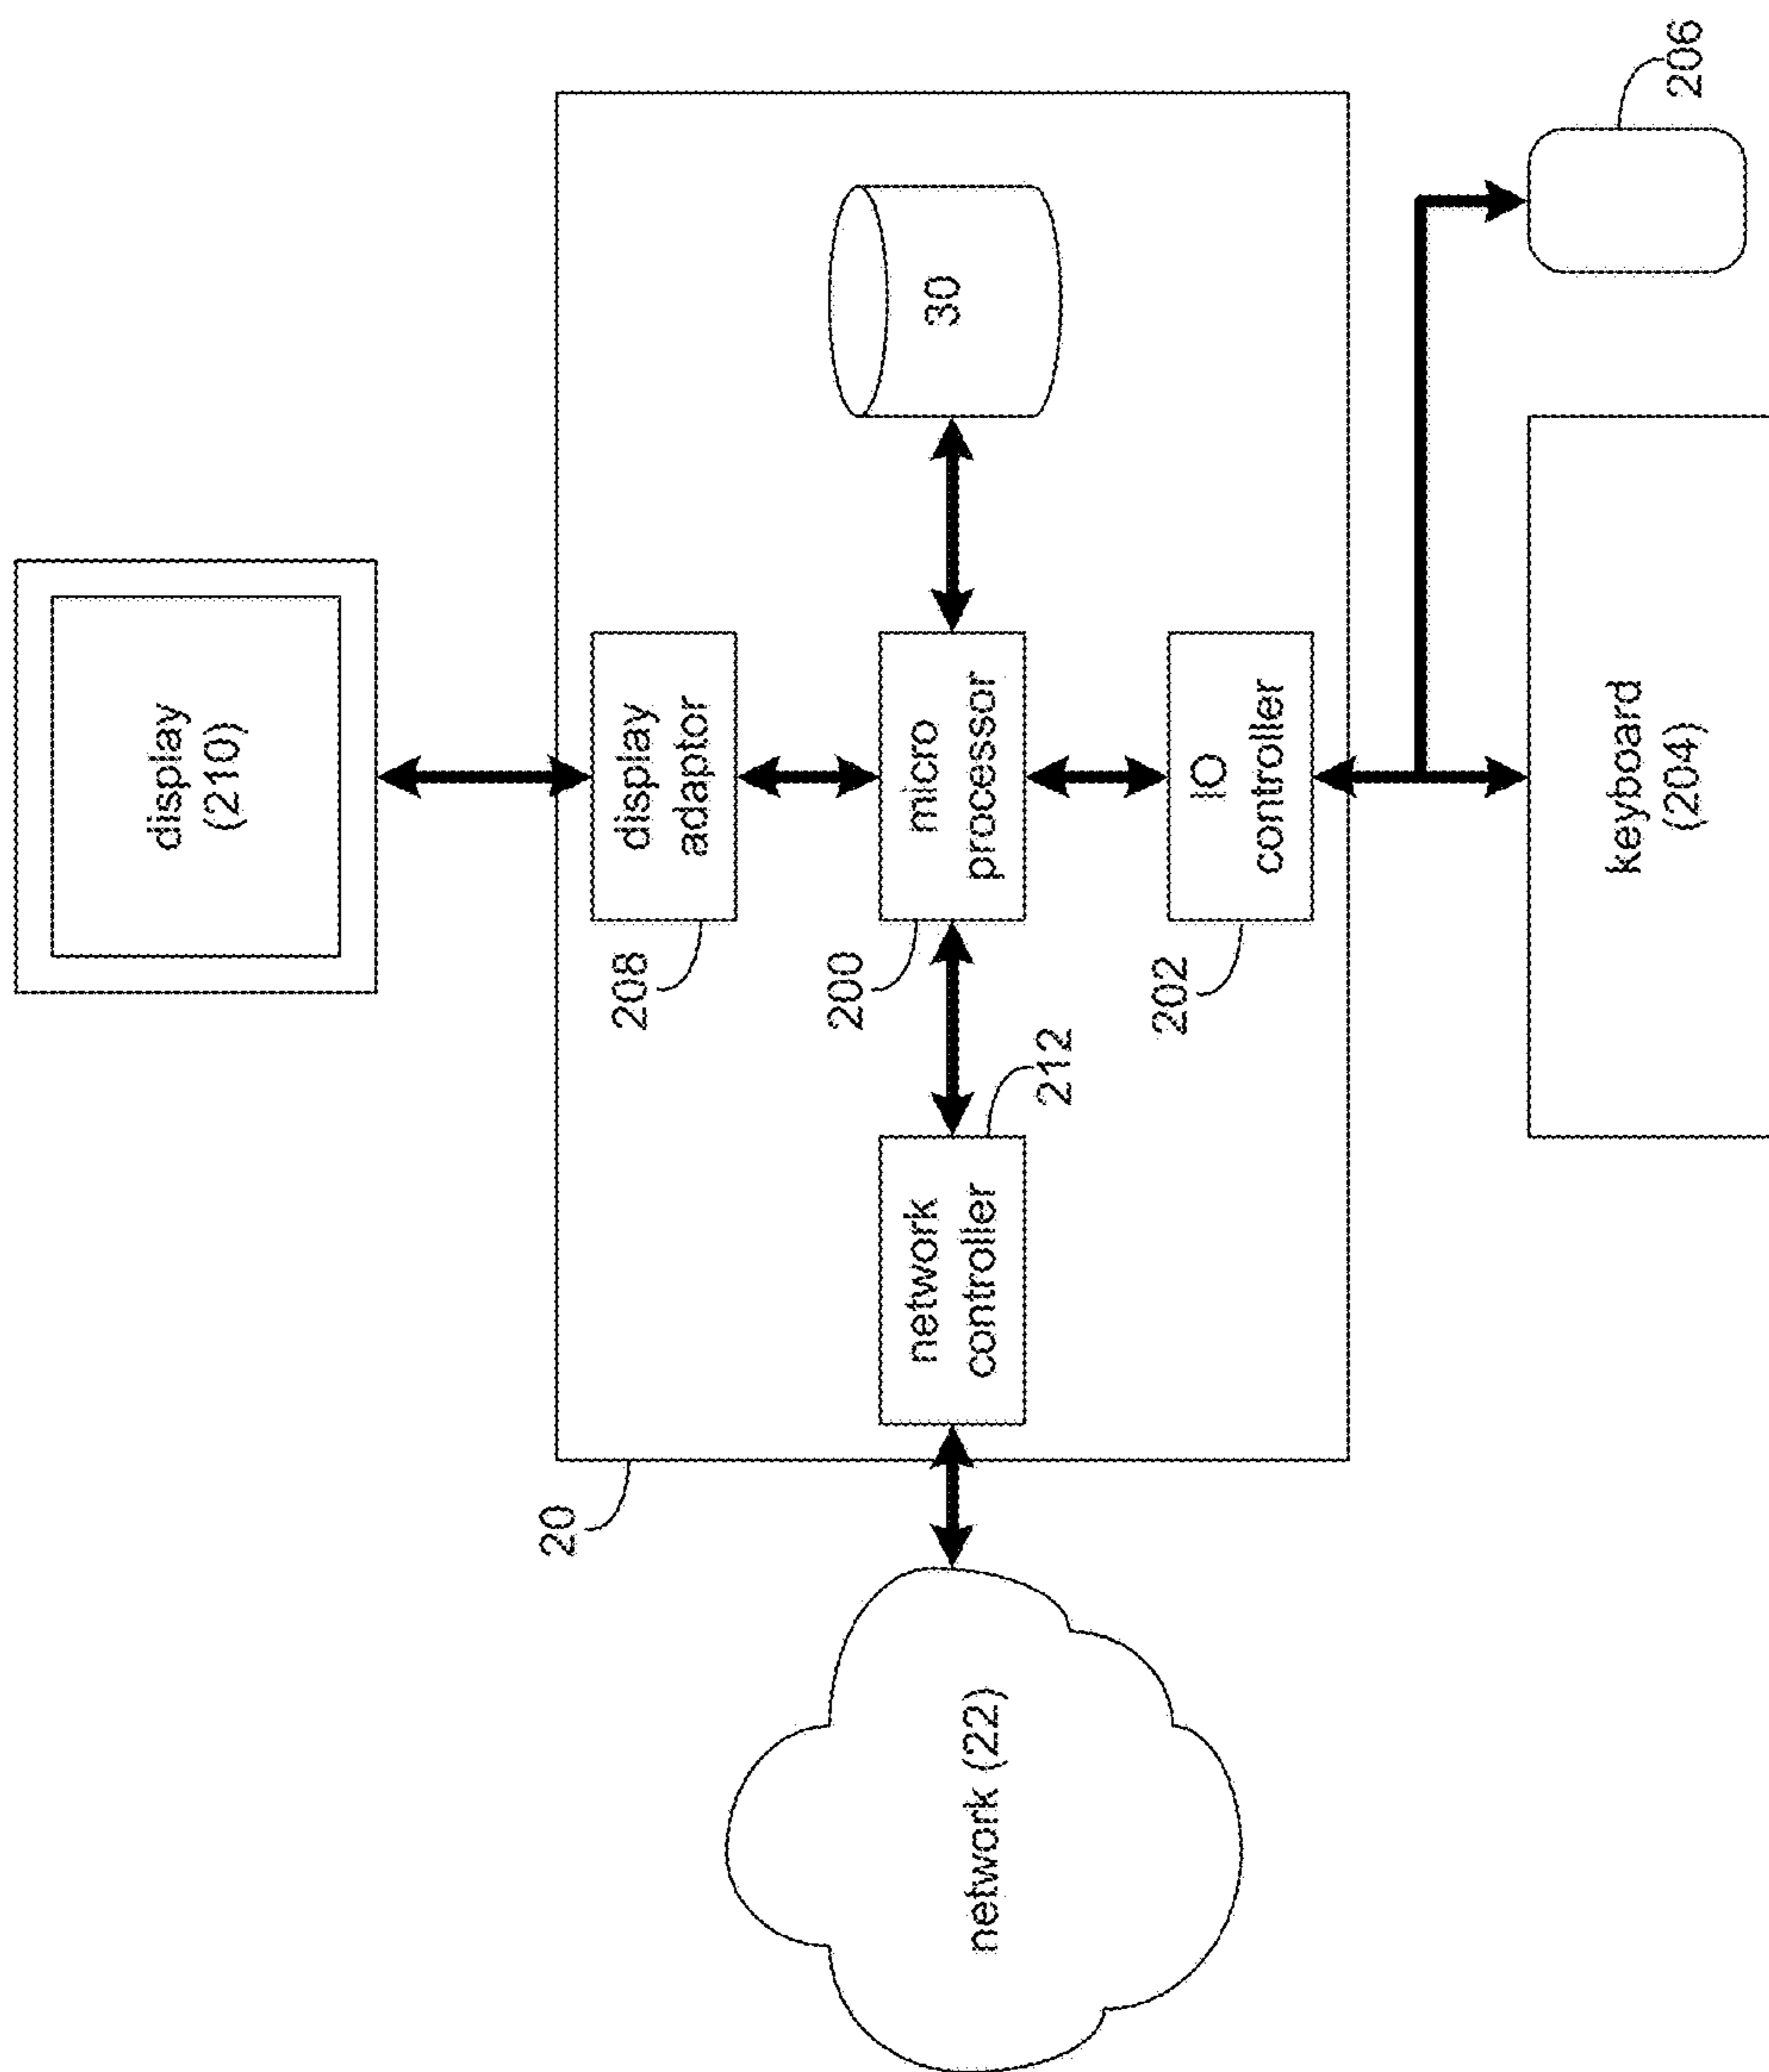 display
(210)
20
208
display
adaptor
200
network (22)
network
controller
212
micro
processor
30
202
IO
controller
keyboard
(204)
206